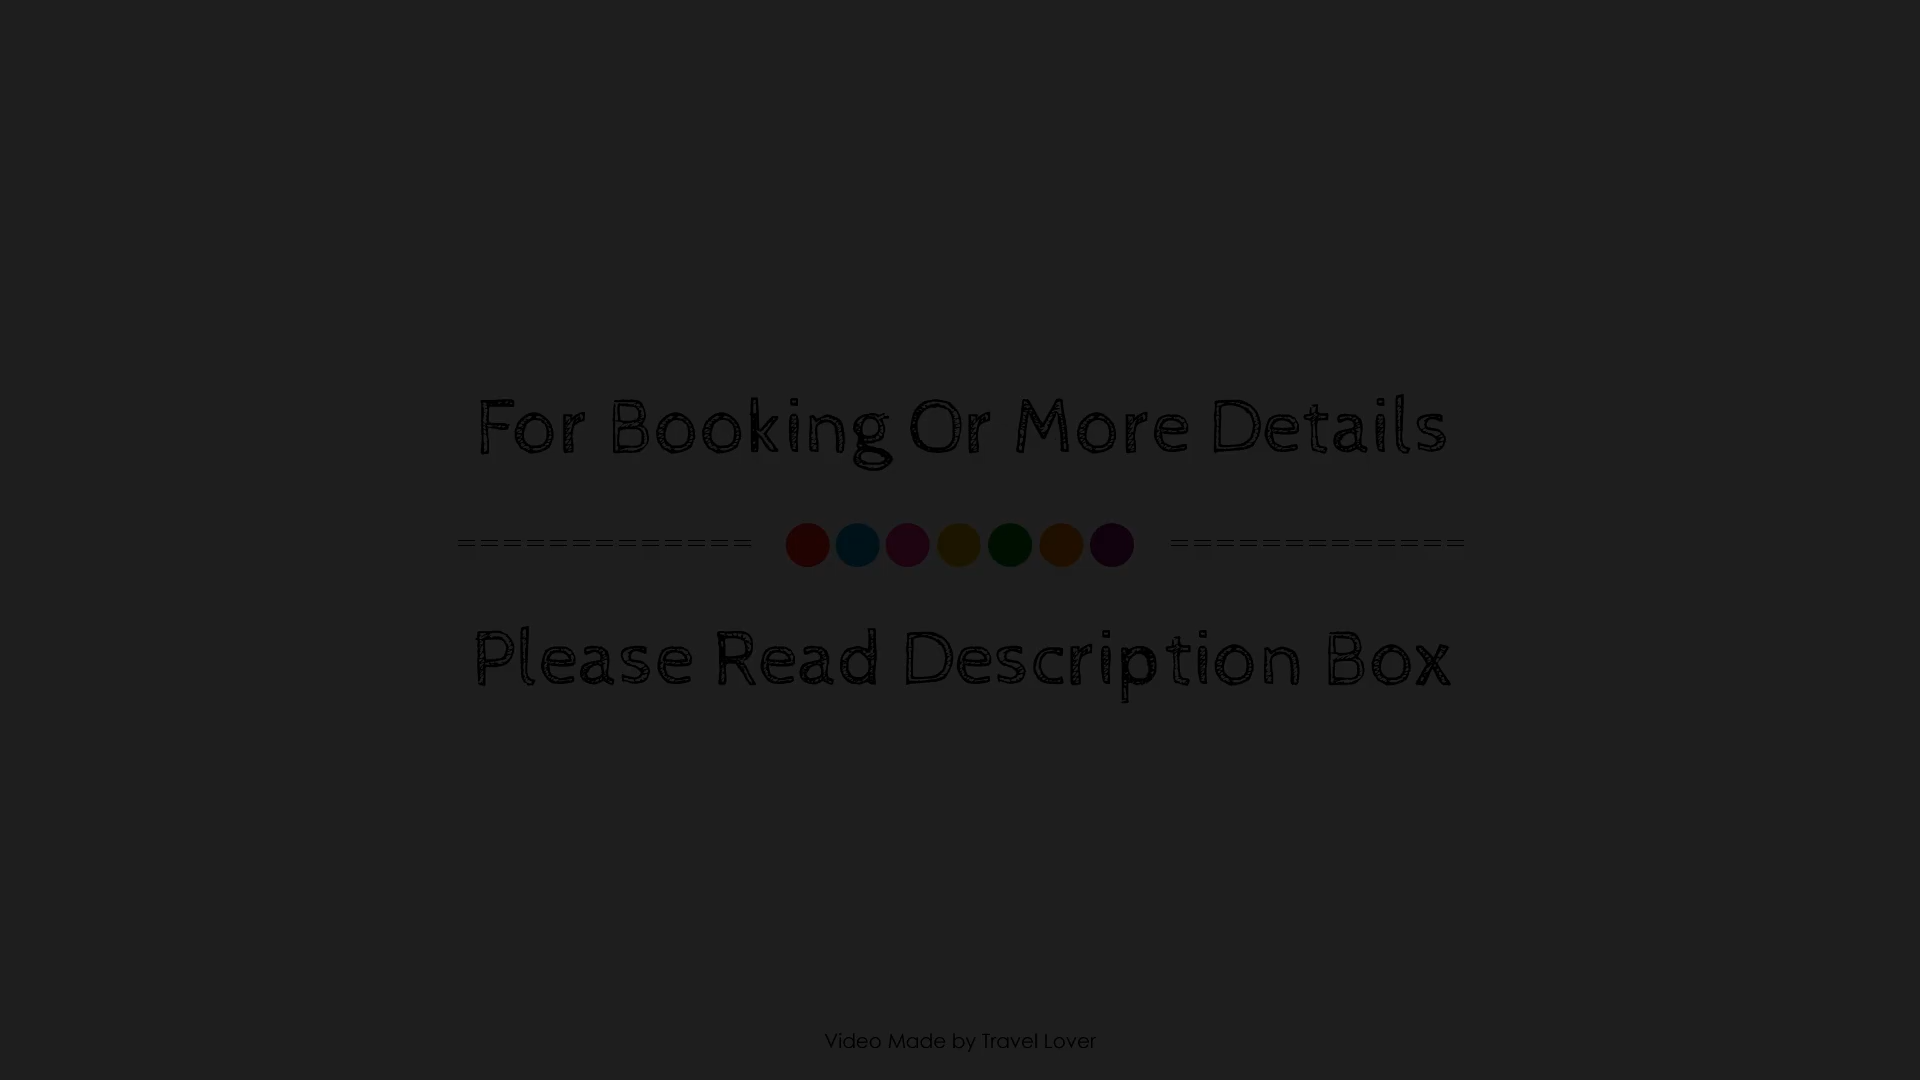 For Booking Or More Details
============= =============
Please Read Description Box
Video Made by Travel Lover